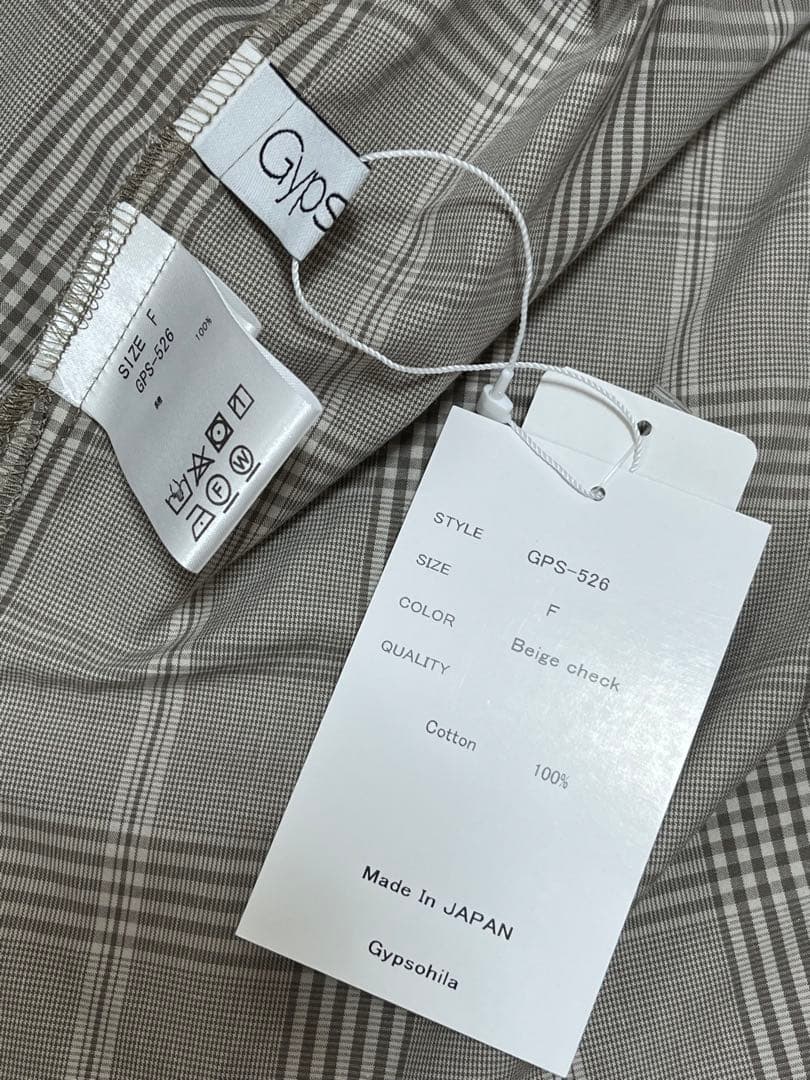 Gyps
SIZE F
GPS-526
100%
F
W
STYLE GPS-526
SIZE F
COLOR Beige check
QUALITY
Cotton 100%
Made In JAPAN
Gypsohila